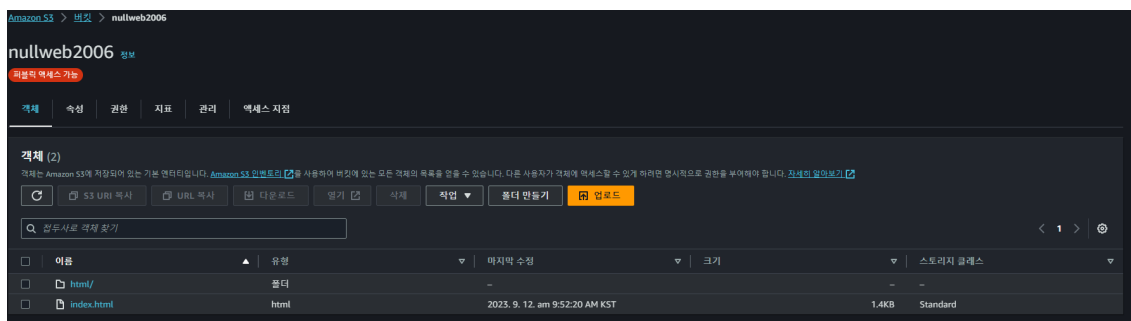 Amazon S3 > 버킷 > nullweb2006
nullweb2006 정보
퍼블릭 액세스 가능
객체 속성 권한 지표 관리 액세스 지점
객체 (2)
객체는 Amazon S3에 저장되어 있는 기본 엔터티입니다. Amazon S3 인벤토리를 사용하여 버킷에 있는 모든 객체의 목록을 얻을 수 있습니다. 다른 사용자가 객체에 액세스할 수 있게 하려면 명시적으로 권한을 부여해야 합니다. 자세히 알아보기
S3 URI 복사 URL 복사 다운로드 열기 삭제 작업 ▼ 폴더 만들기 업로드
접두사로 객체 찾기 < 1 >
이름 ▲ 유형 ▽ 마지막 수정 ▽ 크기 ▽ 스토리지 클래스 ▽
html/ 폴더 - - -
index.html html 2023. 9. 12. am 9:52:20 AM KST 1.4KB Standard